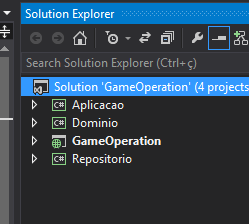 Solution Explorer
Search Solution Explorer (Ctrl+ç)
Solution 'GameOperation' (4 projects
C# Aplicacao
C# Dominio
GameOperation
C# Repositorio